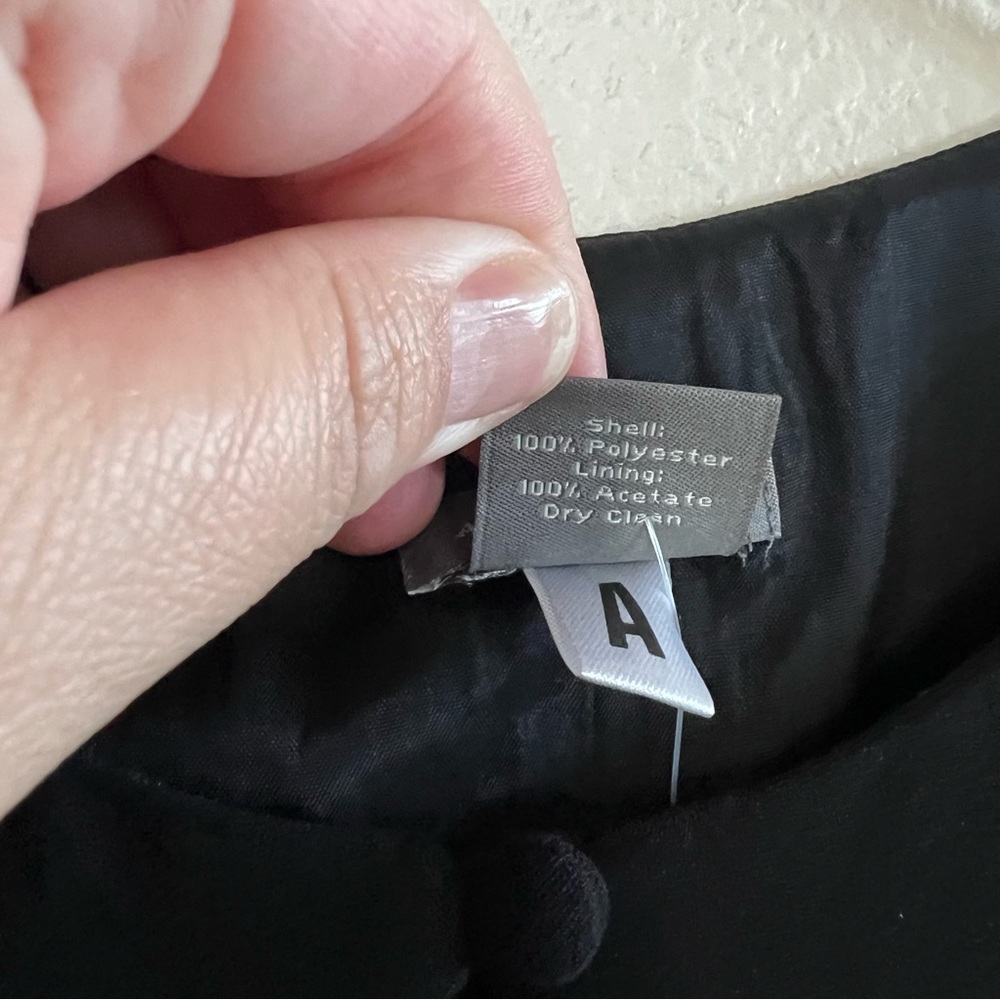 Shell:
100% Polyester
Lining:
100% Acetate
Dry Clean
A